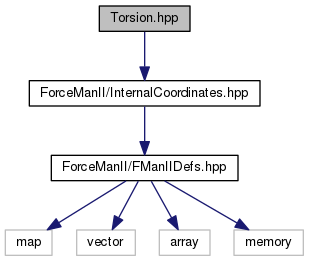 Torsion.hpp
ForceManII/InternalCoordinates.hpp
ForceManII/FManIIDefs.hpp
map
vector
array
memory